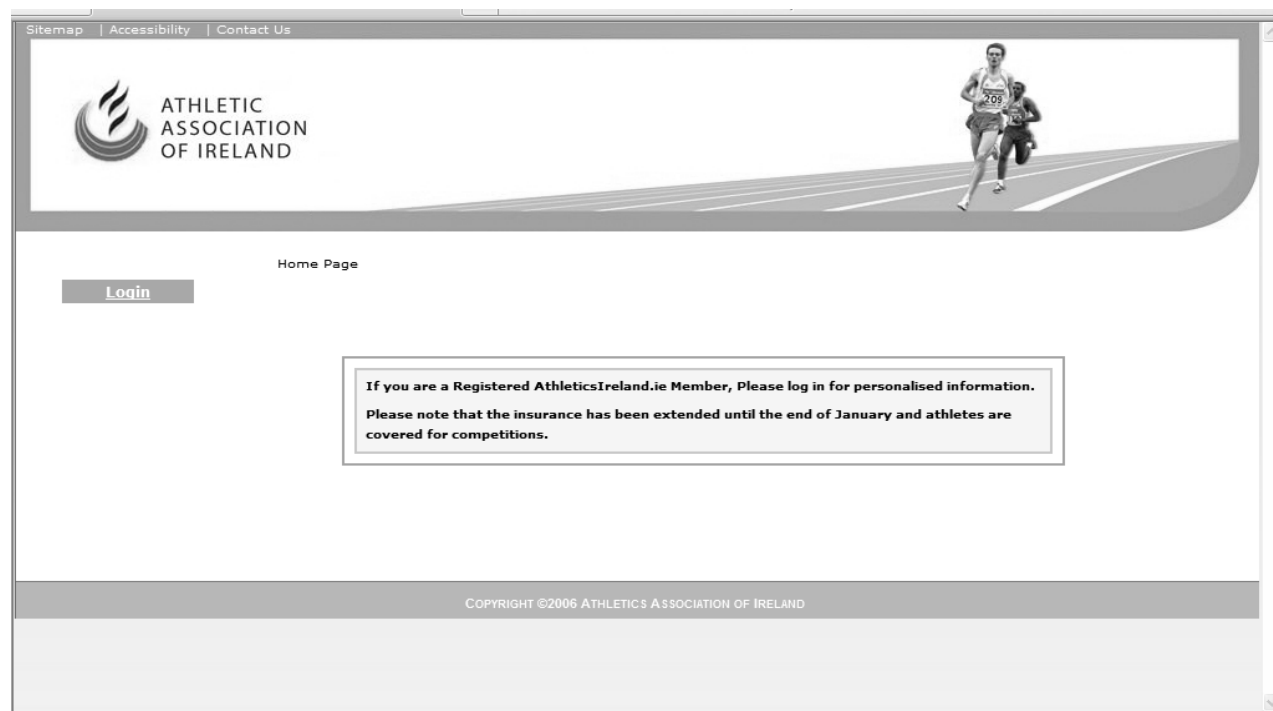 Sitemap | Accessibility | Contact Us
ATHLETIC
ASSOCIATION
OF IRELAND
209
Home Page
Login
If you are a Registered AthleticsIreland.ie Member, Please log in for personalised information.
Please note that the insurance has been extended until the end of January and athletes are
covered for competitions.
COPYRIGHT ©2006 ATHLETICS ASSOCIATION OF IRELAND